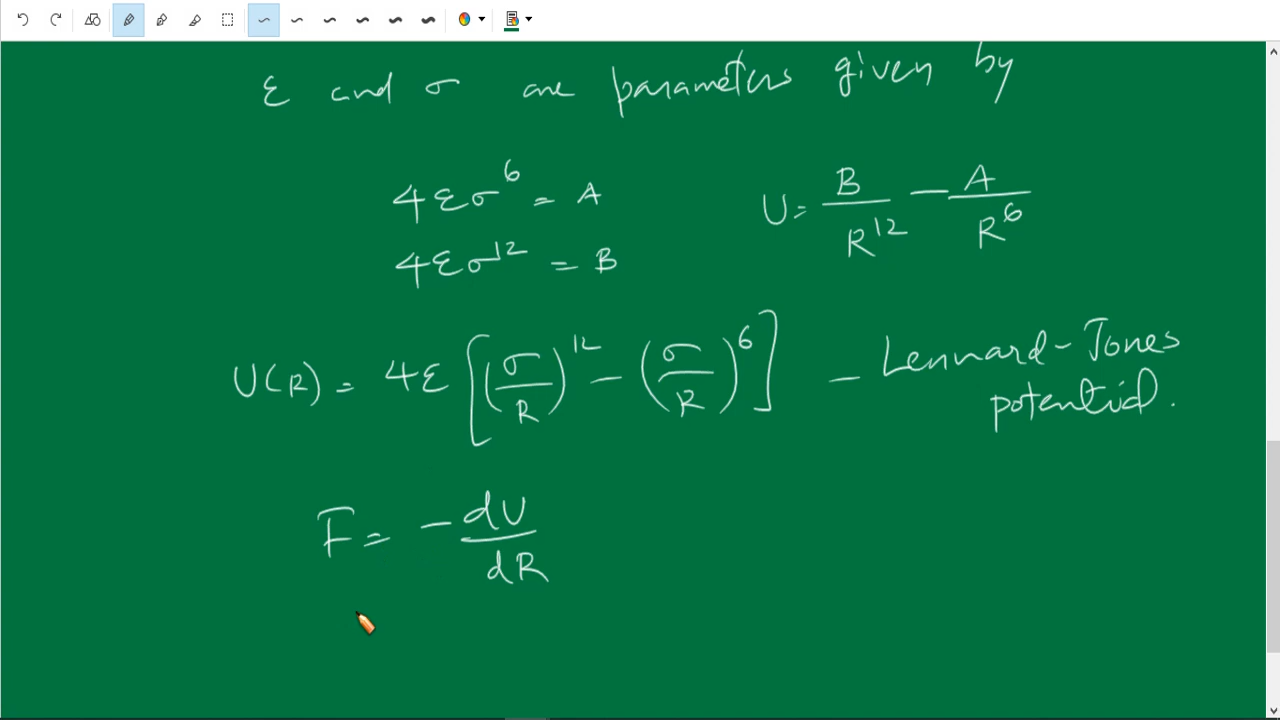 ε and σ are parameters given by
4εσ⁶ = A
U = B/R¹² - A/R⁶
4εσ¹² = B
U(R) = 4ε [(σ/R)¹² - (σ/R)⁶] - Lennard-Jones
potential.
F = - dU/dR